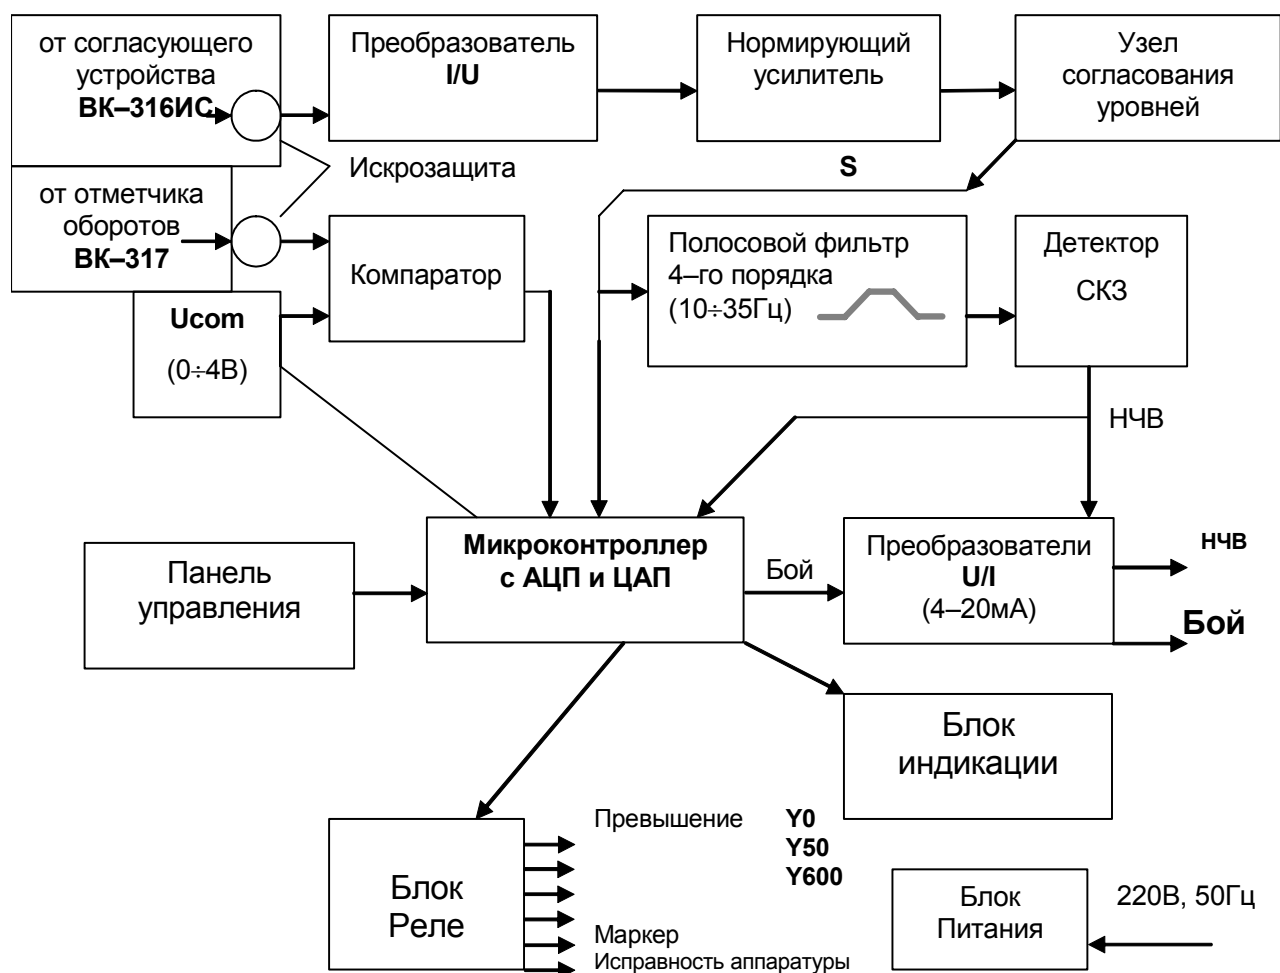 от согласующего
устройства
ВК–316ИС
Преобразователь
I/U
Нормирующий
усилитель
Узел
согласования
уровней
Искрозащита
S
от отметчика
оборотов
ВК–317
Компаратор
Полосовой фильтр
4–го порядка
(10÷35Гц)
Детектор
СКЗ
Ucom
(0÷4В)
НЧВ
Панель
управления
Микроконтроллер
с АЦП и ЦАП
Бой
Преобразователи
U/I
(4–20мА)
НЧВ
Бой
Блок
индикации
Блок
Реле
Превышение Y0
Y50
Y600
Маркер
Исправность аппаратуры
Блок
Питания
220В, 50Гц